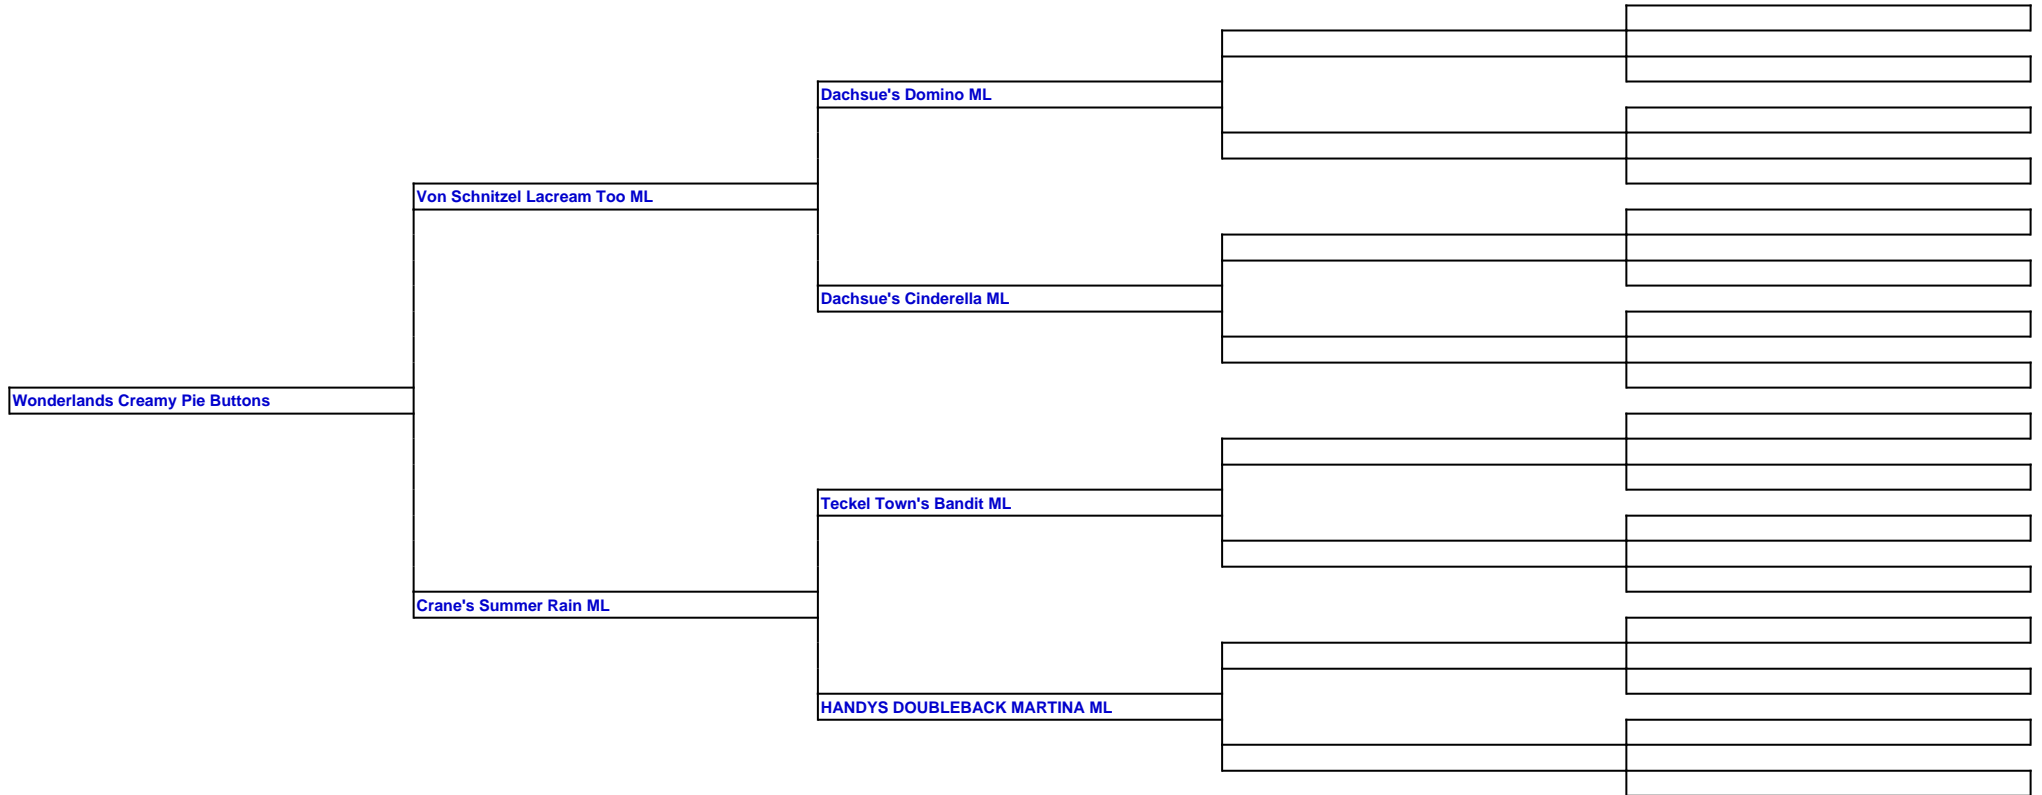 Dachsue's Domino ML
Von Schnitzel Lacream Too ML
Dachsue's Cinderella ML
Wonderlands Creamy Pie Buttons
Teckel Town's Bandit ML
Crane's Summer Rain ML
HANDYS DOUBLEBACK MARTINA ML